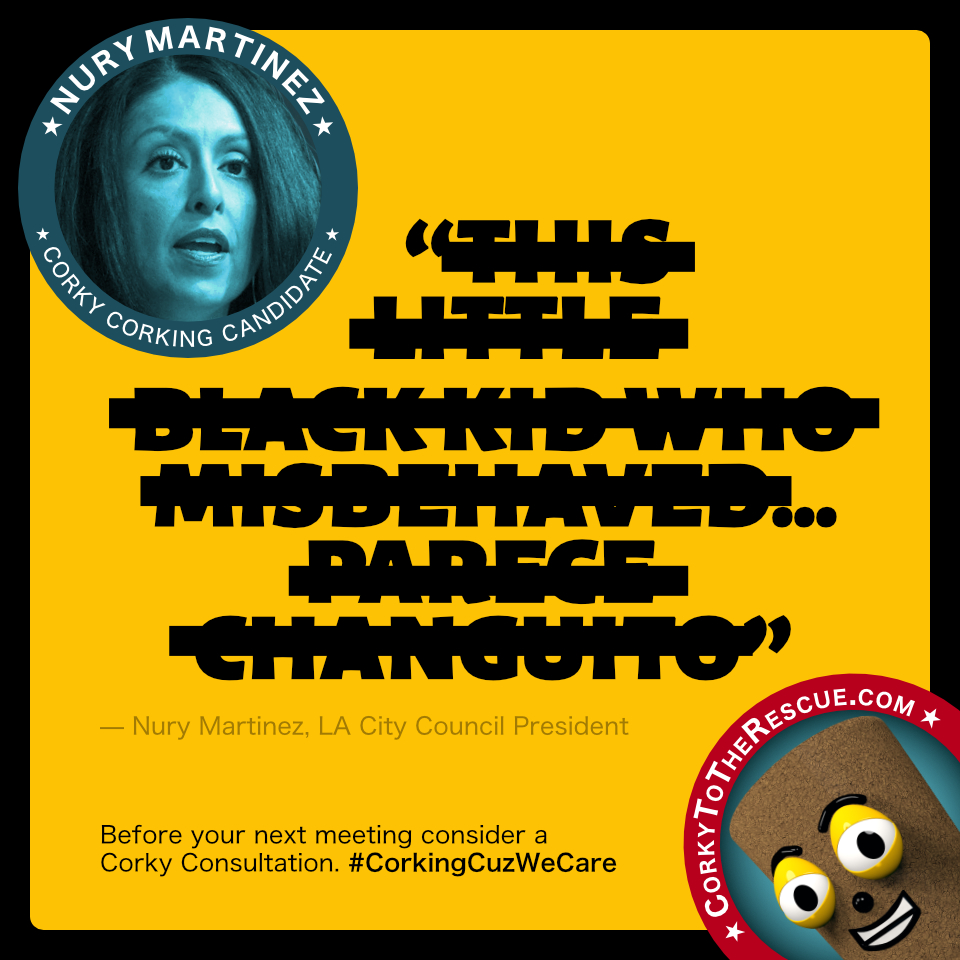 ★ NURY MARTINEZ ★
★ CORKY CORKING CANDIDATE ★
“THIS
LITTLE
BLACK KID WHO
MISBEHAVED...
PARECE
CHANGUITO”
— Nury Martinez, LA City Council President
Before your next meeting consider a
Corky Consultation. #CorkingCuzWeCare
★ CORKYTOTHERESCUE.COM ★